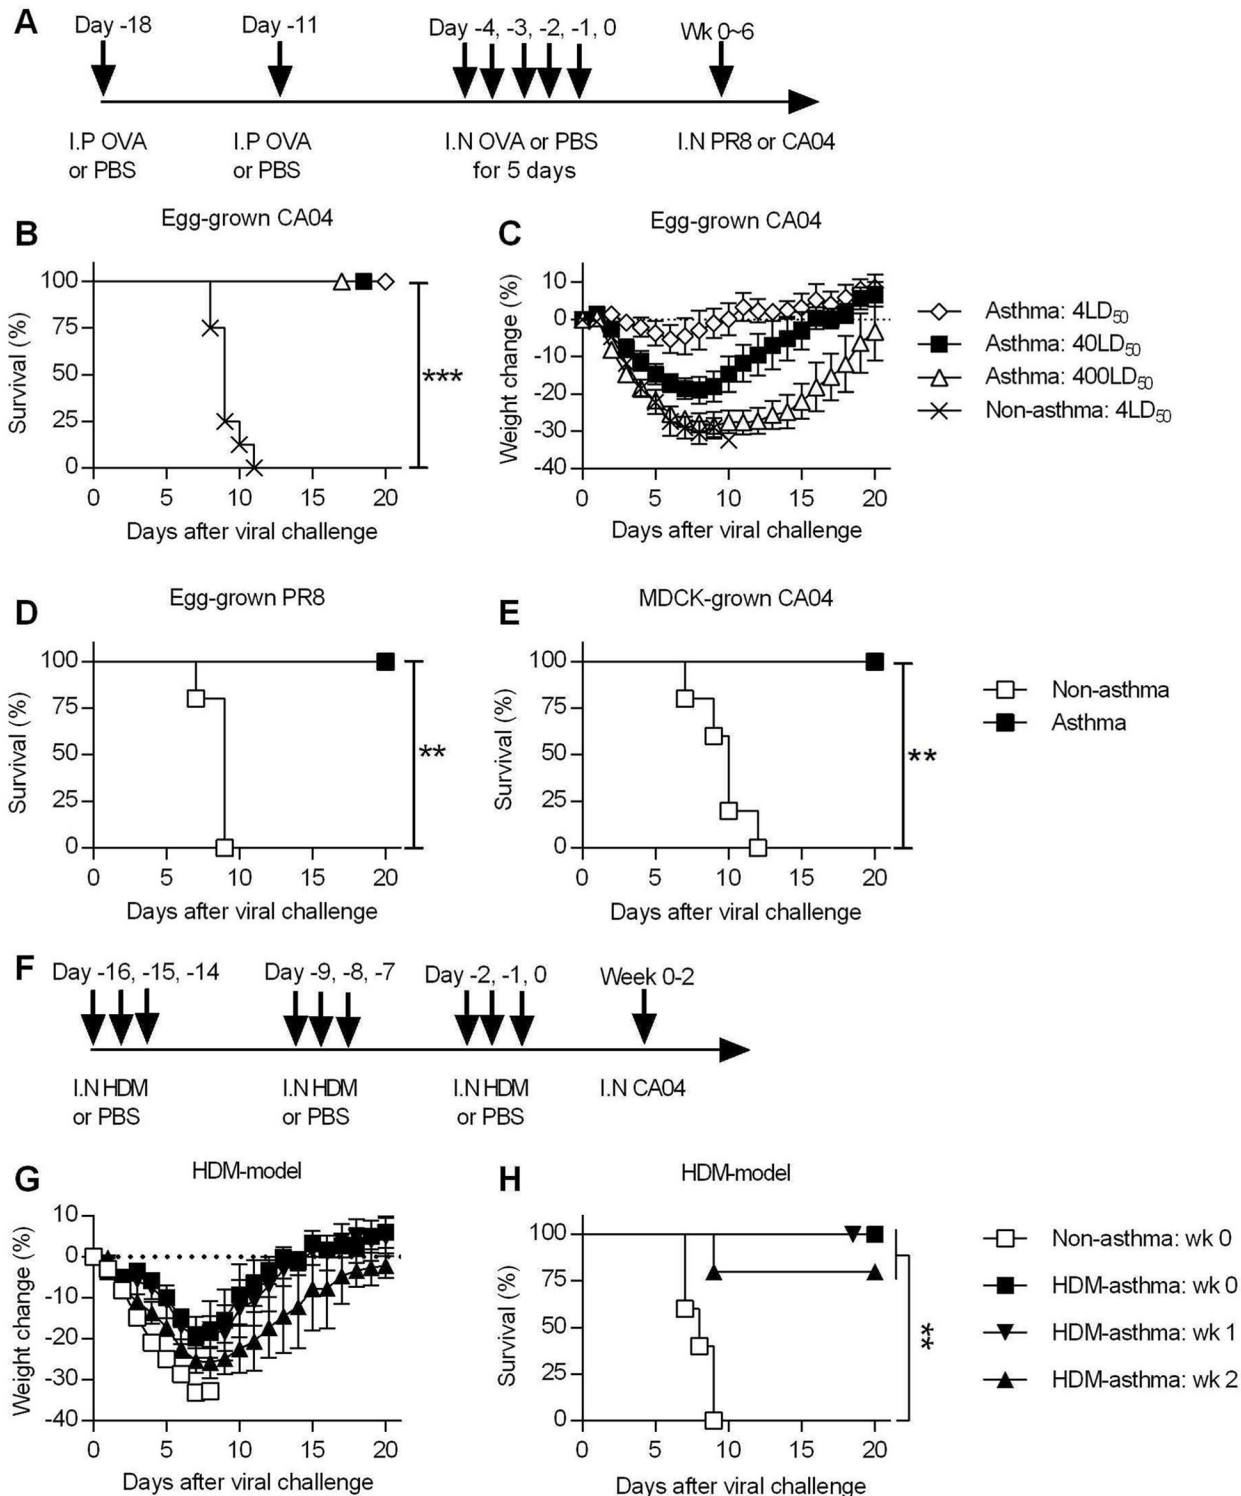 A
Day -18
Day -11
Day -4, -3, -2, -1, 0
Wk 0~6
I.P OVA
or PBS
I.P OVA
or PBS
I.N OVA or PBS
for 5 days
I.N PR8 or CA04
B
Egg-grown CA04
Survival (%)
100
75
50
25
0
0 5 10 15 20
Days after viral challenge
***
C
Egg-grown CA04
Weight change (%)
10
0
-10
-20
-30
-40
0 5 10 15 20
Days after viral challenge
Asthma: 4LD50
Asthma: 40LD50
Asthma: 400LD50
Non-asthma: 4LD50
D
Egg-grown PR8
Survival (%)
100
75
50
25
0
0 5 10 15 20
Days after viral challenge
**
E
MDCK-grown CA04
Survival (%)
100
75
50
25
0
0 5 10 15 20
Days after viral challenge
**
Non-asthma
Asthma
F
Day -16, -15, -14
Day -9, -8, -7
Day -2, -1, 0
Week 0-2
I.N HDM
or PBS
I.N HDM
or PBS
I.N HDM
or PBS
I.N CA04
G
HDM-model
Weight change (%)
10
0
-10
-20
-30
-40
0 5 10 15 20
Days after viral challenge
H
HDM-model
Survival (%)
100
75
50
25
0
0 5 10 15 20
Days after viral challenge
**
Non-asthma: wk 0
HDM-asthma: wk 0
HDM-asthma: wk 1
HDM-asthma: wk 2